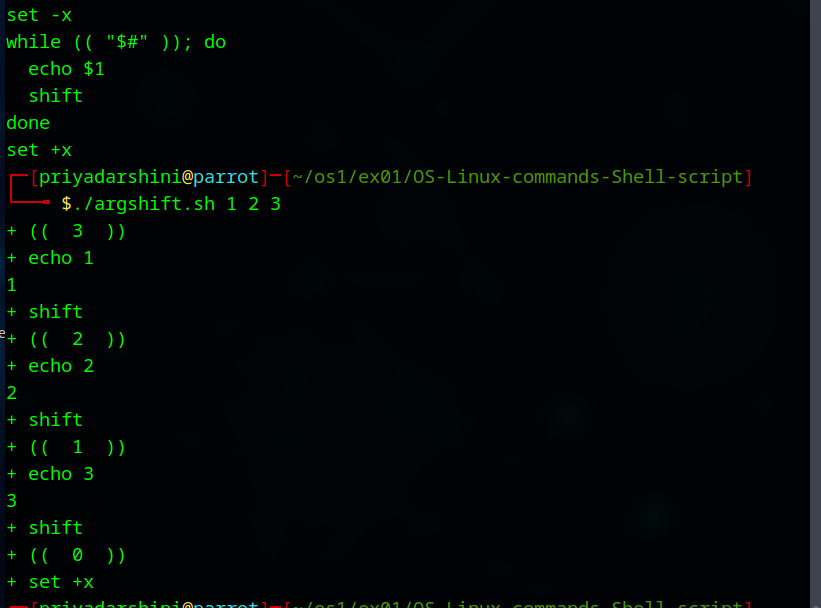 set -x
while (( "$#" )); do
  echo $1
  shift
done
set +x
┌─[priyadarshini@parrot]─[~/os1/ex01/OS-Linux-commands-Shell-script]
└──╼ $./argshift.sh 1 2 3
+ ((  3  ))
+ echo 1
1
+ shift
+ ((  2  ))
+ echo 2
2
+ shift
+ ((  1  ))
+ echo 3
3
+ shift
+ ((  0  ))
+ set +x
┌─[priyadarshini@parrot]─[~/os1/ex01/OS-Linux-commands-Shell-script]